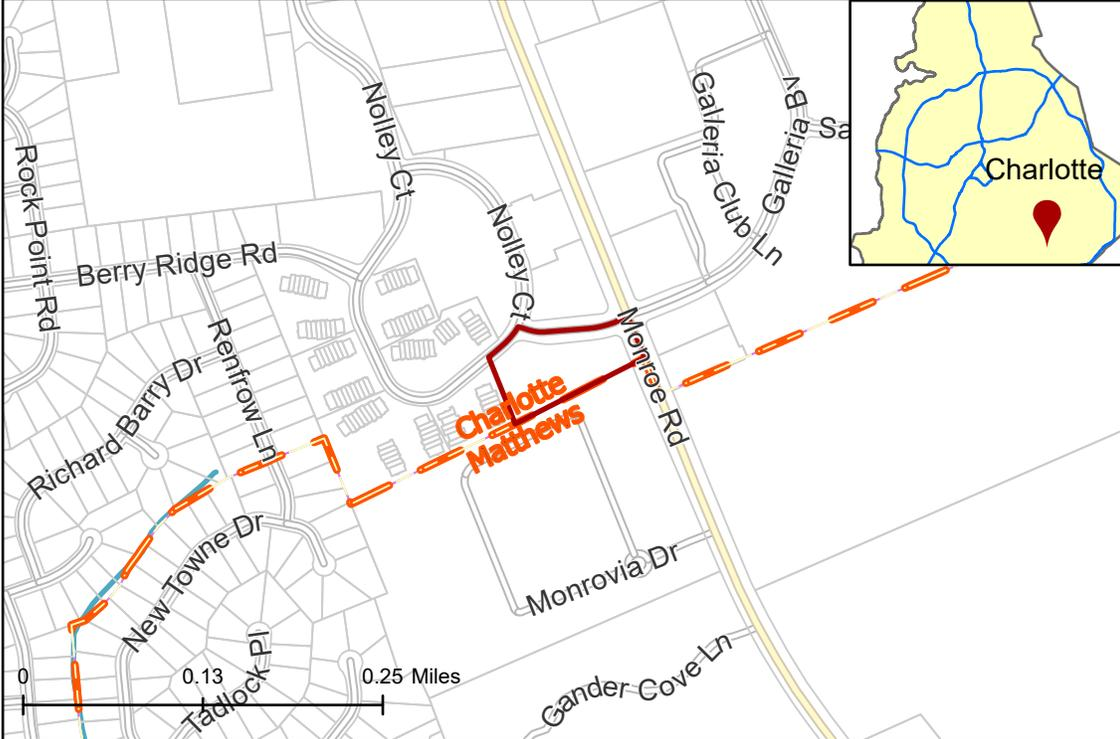 Nolley Ct
Galleria Club Ln
Galleria Bv
Sa
Charlotte
Rock Point Rd
Nolley Ct
Berry Ridge Rd
Renfrow Ln
Monroe Rd
Richard Barry Dr
Charlotte
Matthews
New Towne Dr
Monrovia Dr
Tadlock Pl
Gander Cove Ln
0 0.13 0.25 Miles